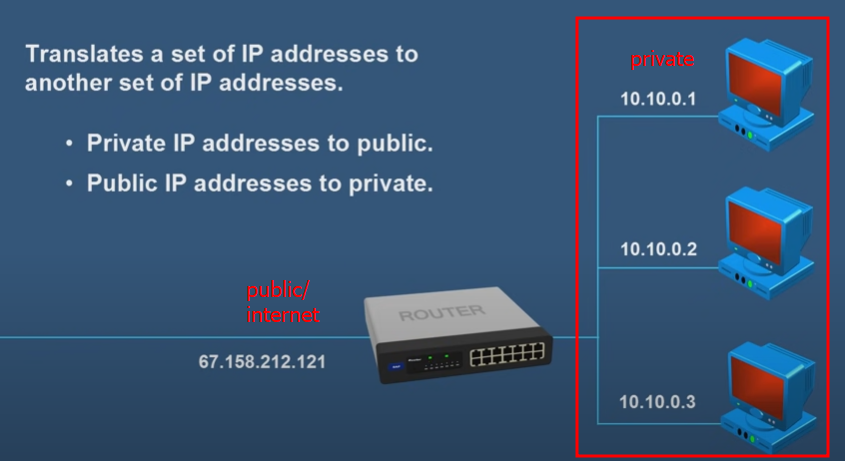 Translates a set of IP addresses to
another set of IP addresses.
• Private IP addresses to public.
• Public IP addresses to private.
private
10.10.0.1
10.10.0.2
public/
internet
ROUTER
67.158.212.121
10.10.0.3